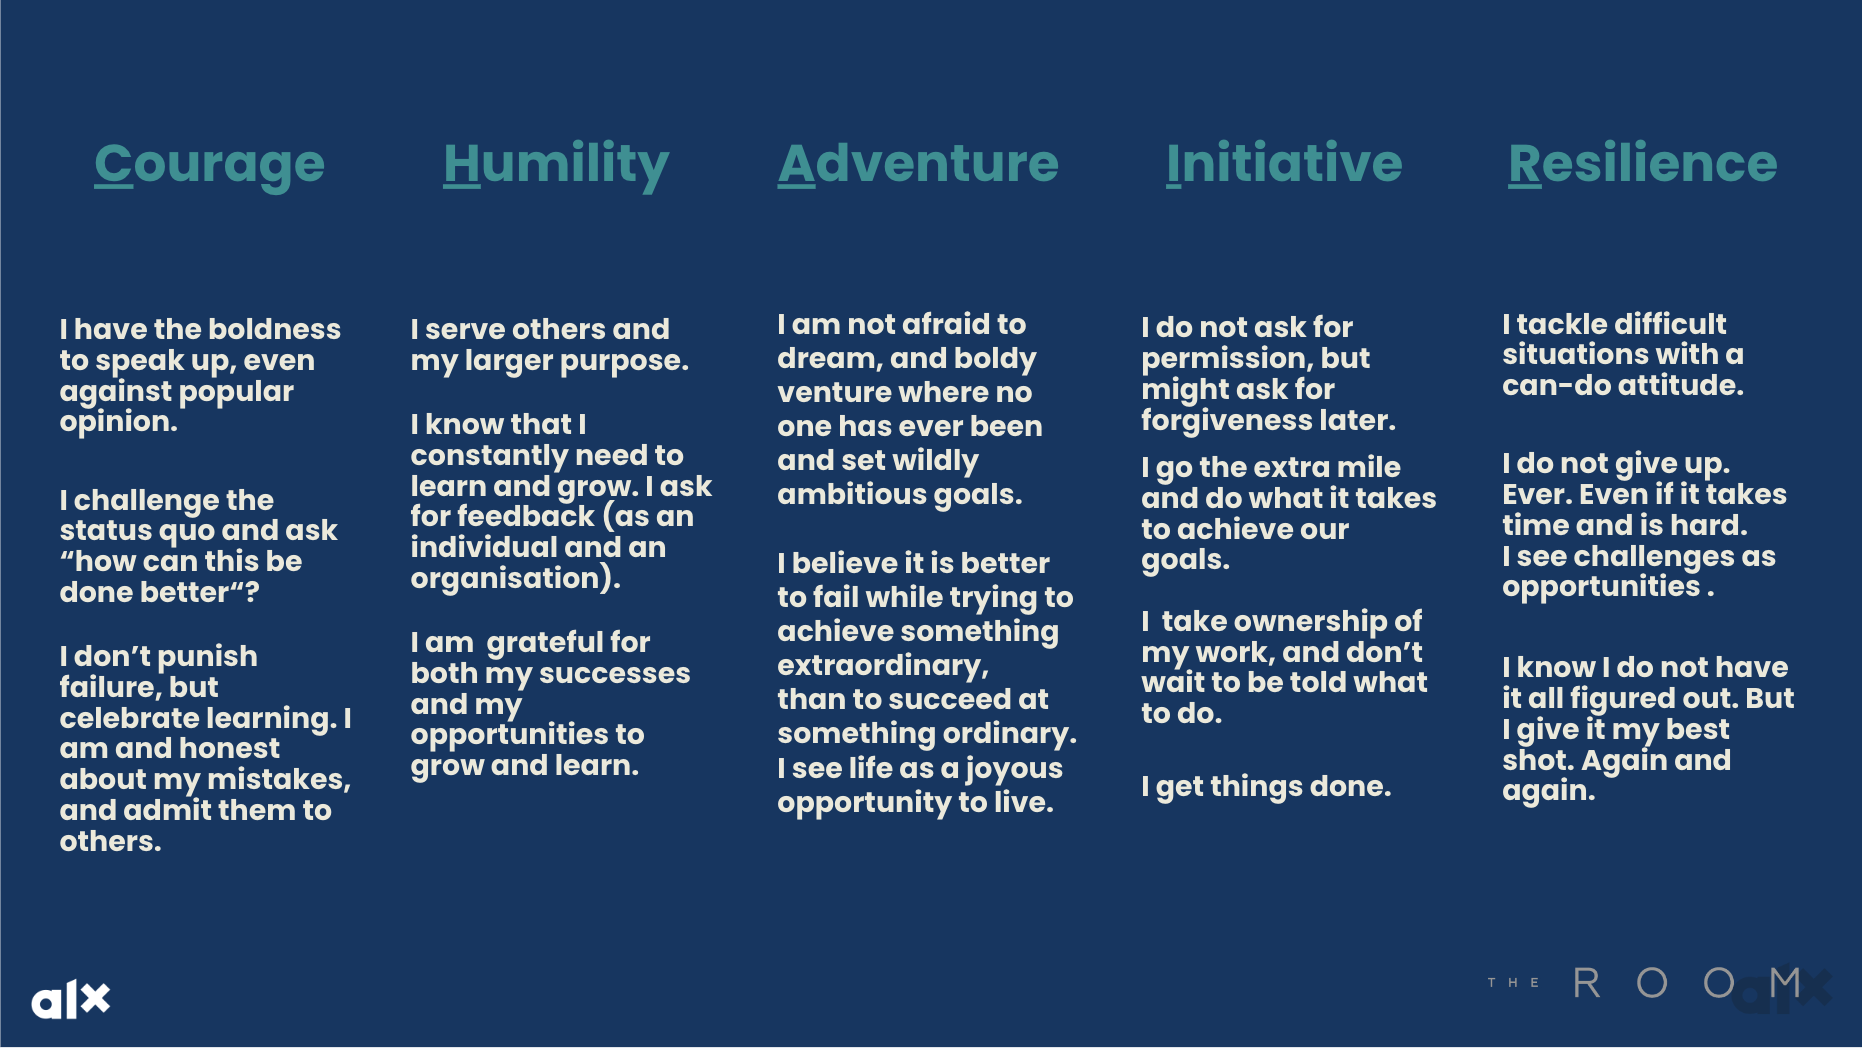 Courage
I have the boldness
to speak up, even
against popular
opinion.
I challenge the
status quo and ask
“how can this be
done better“?
I don’t punish
failure, but
celebrate learning. I
am and honest
about my mistakes,
and admit them to
others.
Humility
I serve others and
my larger purpose.
I know that I
constantly need to
learn and grow. I ask
for feedback (as an
individual and an
organisation).
I am  grateful for
both my successes
and my
opportunities to
grow and learn.
Adventure
I am not afraid to
dream, and boldy
venture where no
one has ever been
and set wildly
ambitious goals.
I believe it is better
to fail while trying to
achieve something
extraordinary,
than to succeed at
something ordinary.
I see life as a joyous
opportunity to live.
Initiative
I do not ask for
permission, but
might ask for
forgiveness later.
I go the extra mile
and do what it takes
to achieve our
goals.
I  take ownership of
my work, and don’t
wait to be told what
to do.
I get things done.
Resilience
I tackle difficult
situations with a
can-do attitude.
I do not give up.
Ever. Even if it takes
time and is hard.
I see challenges as
opportunities .
I know I do not have
it all figured out. But
I give it my best
shot. Again and
again.
alx
THE ROOM
alx